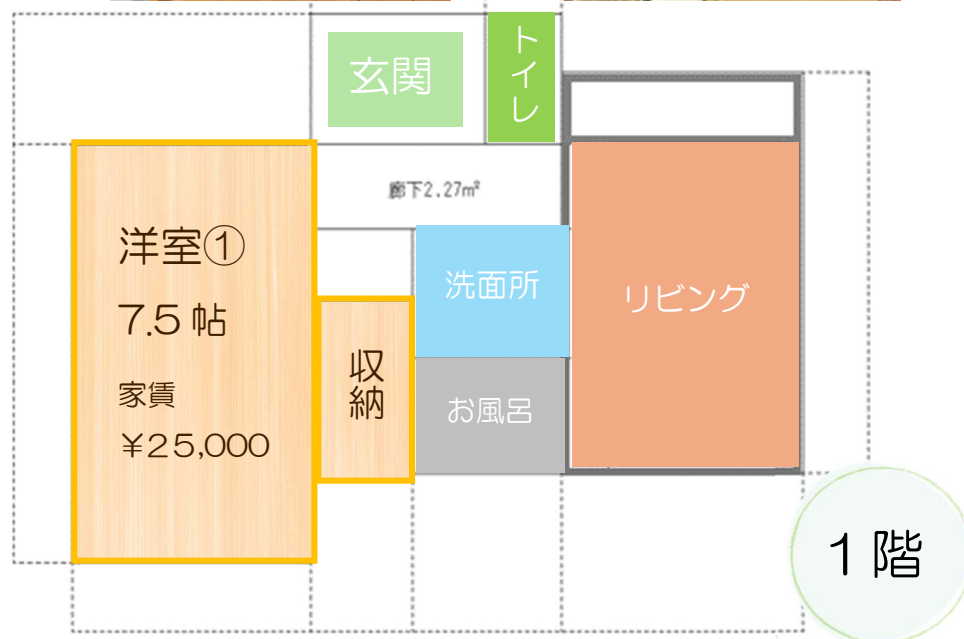 玄関
トイレ
廊下2.27㎡
洋室①
7.5帖
家賃
¥25,000
収納
洗面所
お風呂
リビング
1階